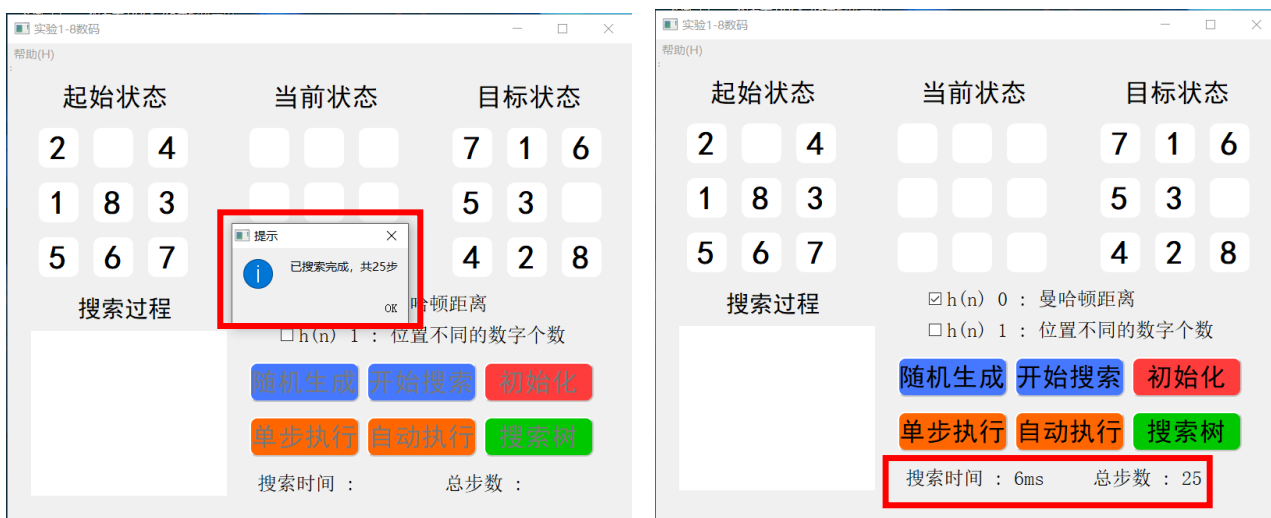 实验1-8数码
帮助(H)
起始状态 当前状态 目标状态
2 4 7 1 6
1 8 3 5 3
提示
5 6 7 已搜索完成，共25步 4 2 8
OK
搜索过程 哈顿距离
h(n) 1 : 位置不同的数字个数
随机生成 开始搜索 初始化
单步执行 自动执行 搜索树
搜索时间 : 总步数 :
实验1-8数码
帮助(H)
起始状态 当前状态 目标状态
2 4 7 1 6
1 8 3 5 3
5 6 7 4 2 8
搜索过程 h(n) 0 : 曼哈顿距离
h(n) 1 : 位置不同的数字个数
随机生成 开始搜索 初始化
单步执行 自动执行 搜索树
搜索时间 : 6ms 总步数 : 25